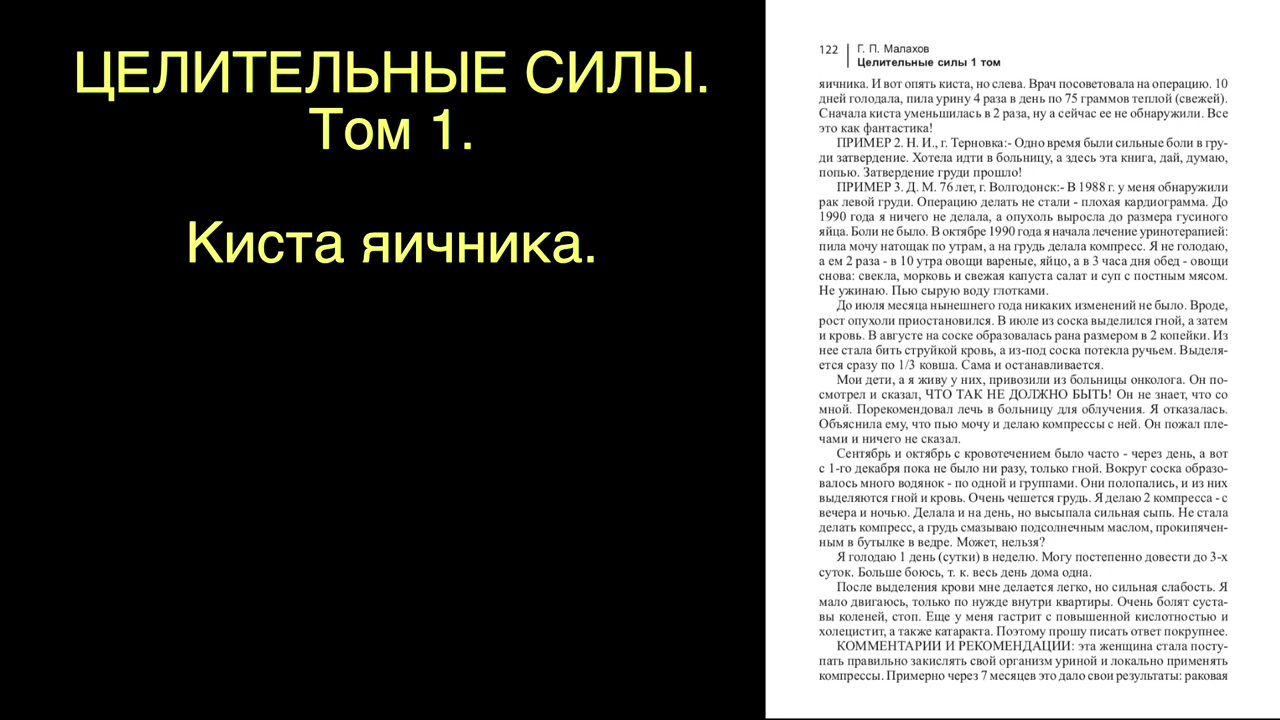 ЦЕЛИТЕЛЬНЫЕ СИЛЫ.
Том 1.
Киста яичника.
122
Г. П. Малахов
Целительные силы 1 том
яичника. И вот опять киста, но слева. Врач посоветовала на операцию. 10
дней голодала, пила урину 4 раза в день по 75 граммов теплой (свежей).
Сначала киста уменьшилась в 2 раза, ну а сейчас ее не обнаружили. Все
это как фантастика!
ПРИМЕР 2. Н. И., г. Терновка:- Одно время были сильные боли в гру-
ди затвердение. Хотела идти в больницу, а здесь эта книга, дай, думаю,
попью. Затвердение груди прошло!
ПРИМЕР 3. Д. М. 76 лет, г. Волгодонск:- В 1988 г. у меня обнаружили
рак левой груди. Операцию делать не стали - плохая кардиограмма. До
1990 года я ничего не делала, а опухоль выросла до размера гусиного
яйца. Боли не было. В октябре 1990 года я начала лечение уринотерапией:
пила мочу натощак по утрам, а на грудь делала компресс. Я не голодаю,
а ем 2 раза - в 10 утра овощи вареные, яйцо, а в 3 часа дня обед - овощи
снова: свекла, морковь и свежая капуста салат и суп с постным мясом.
Не ужинаю. Пью сырую воду глотками.
До июля месяца нынешнего года никаких изменений не было. Вроде,
рост опухоли приостановился. В июле из соска выделился гной, а затем
и кровь. В августе на соске образовалась рана размером в 2 копейки. Из
нее стала бить струйкой кровь, а из-под соска потекла ручьем. Выделя-
ется сразу по 1/3 ковша. Сама и останавливается.
Мои дети, а я живу у них, привозили из больницы онколога. Он по-
смотрел и сказал, ЧТО ТАК НЕ ДОЛЖНО БЫТЬ! Он не знает, что со
мной. Порекомендовал лечь в больницу для облучения. Я отказалась.
Объяснила ему, что пью мочу и делаю компрессы с ней. Он пожал пле-
чами и ничего не сказал.
Сентябрь и октябрь с кровотечением было часто - через день, а вот
с 1-го декабря пока не было ни разу, только гной. Вокруг соска образо-
валось много водянок - по одной и группами. Они полопались, и из них
выделяются гной и кровь. Очень чешется грудь. Я делаю 2 компресса - с
вечера и ночью. Делала и на день, но высыпала сильная сыпь. Не стала
делать компресс, а грудь смазываю подсолнечным маслом, прокипячен-
ным в бутылке в ведре. Может, нельзя?
Я голодаю 1 день (сутки) в неделю. Могу постепенно довести до 3-х
суток. Больше боюсь, т. к. весь день дома одна.
После выделения крови мне делается легко, но сильная слабость. Я
мало двигаюсь, только по нужде внутри квартиры. Очень болят суста-
вы коленей, стоп. Еще у меня гастрит с повышенной кислотностью и
холецистит, а также катаракта. Поэтому прошу писать ответ покрупнее.
КОММЕНТАРИИ И РЕКОМЕНДАЦИИ: эта женщина стала посту-
пать правильно закислять свой организм уриной и локально применять
компрессы. Примерно через 7 месяцев это дало свои результаты: раковая